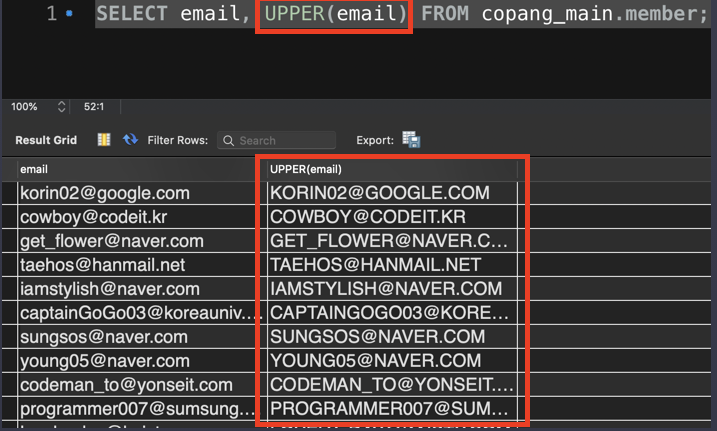 1 SELECT email, UPPER(email) FROM copang_main.member;
100% 52:1
Result Grid Filter Rows: Search Export:
email UPPER(email)
korin02@google.com KORIN02@GOOGLE.COM
cowboy@codeit.kr COWBOY@CODEIT.KR
get_flower@naver.com GET_FLOWER@NAVER.C...
taehos@hanmail.net TAEHOS@HANMAIL.NET
iamstylish@naver.com IAMSTYLISH@NAVER.COM
captainGoGo03@koreauniv.... CAPTAINGOGO03@KORE...
sungsos@naver.com SUNGSOS@NAVER.COM
young05@naver.com YOUNG05@NAVER.COM
codeman_to@yonseit.com CODEMAN_TO@YONSEIT....
programmer007@sumsung.... PROGRAMMER007@SUM...